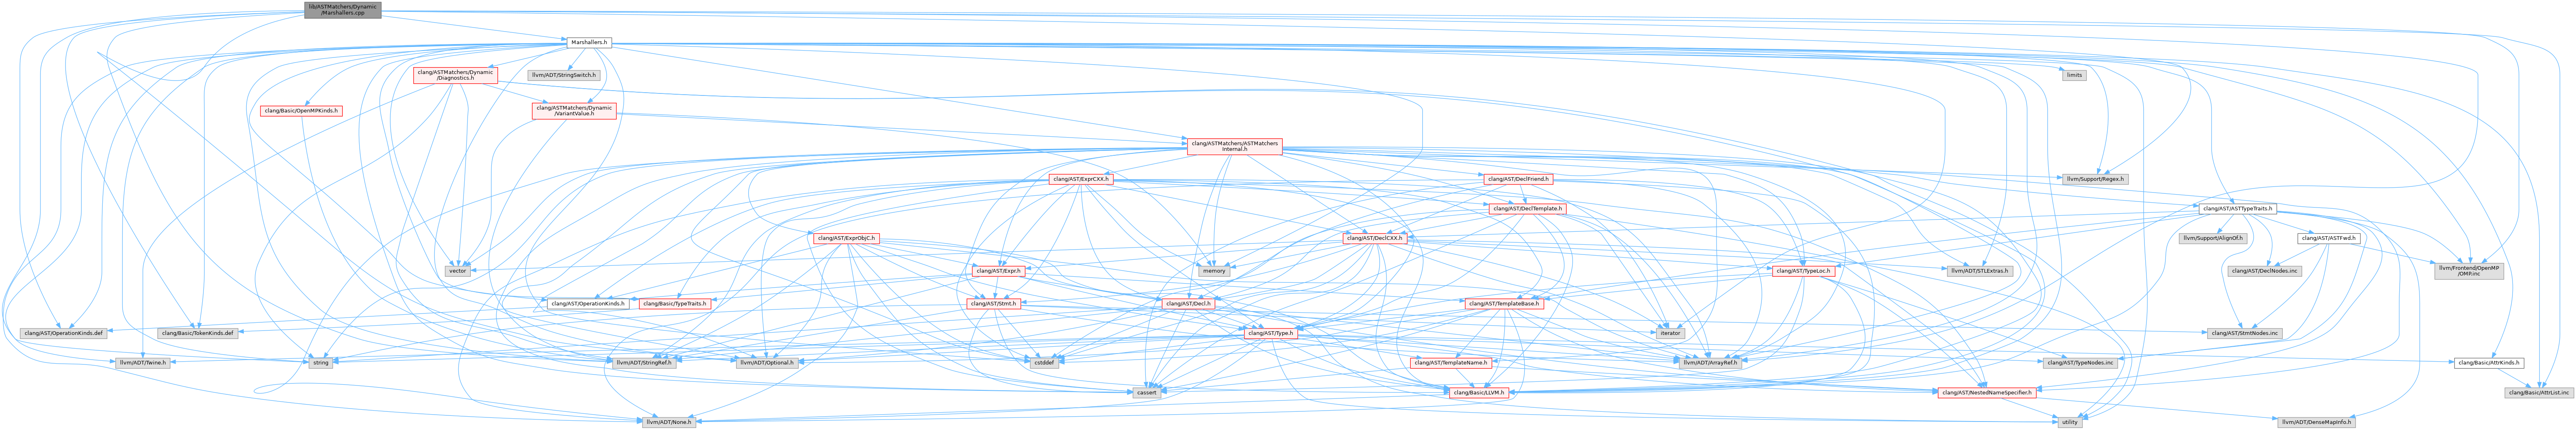 lib/ASTMatchers/Dynamic
/Marshallers.cpp
Marshallers.h
clang/ASTMatchers/Dynamic
/Diagnostics.h
llvm/ADT/StringSwitch.h
limits
clang/Basic/OpenMPKinds.h
clang/ASTMatchers/Dynamic
/VariantValue.h
clang/ASTMatchers/ASTMatchers
Internal.h
clang/AST/ExprCXX.h
clang/AST/DeclFriend.h
llvm/Support/Regex.h
clang/AST/DeclTemplate.h
clang/AST/ASTTypeTraits.h
clang/AST/ExprObjC.h
clang/AST/DeclCXX.h
llvm/Support/AlignOf.h
clang/AST/ASTFwd.h
vector
clang/AST/Expr.h
memory
clang/AST/TypeLoc.h
llvm/ADT/STLExtras.h
clang/AST/DeclNodes.inc
llvm/Frontend/OpenMP
/OMP.inc
clang/AST/OperationKinds.h
clang/Basic/TypeTraits.h
clang/AST/Stmt.h
clang/AST/Decl.h
clang/AST/TemplateBase.h
clang/AST/OperationKinds.def
clang/Basic/TokenKinds.def
clang/AST/Type.h
iterator
clang/AST/StmtNodes.inc
llvm/ADT/Twine.h
string
llvm/ADT/StringRef.h
llvm/ADT/Optional.h
cstddef
clang/AST/TemplateName.h
llvm/ADT/ArrayRef.h
clang/AST/TypeNodes.inc
clang/Basic/AttrKinds.h
cassert
clang/Basic/LLVM.h
clang/AST/NestedNameSpecifier.h
clang/Basic/AttrList.inc
llvm/ADT/None.h
utility
llvm/ADT/DenseMapInfo.h